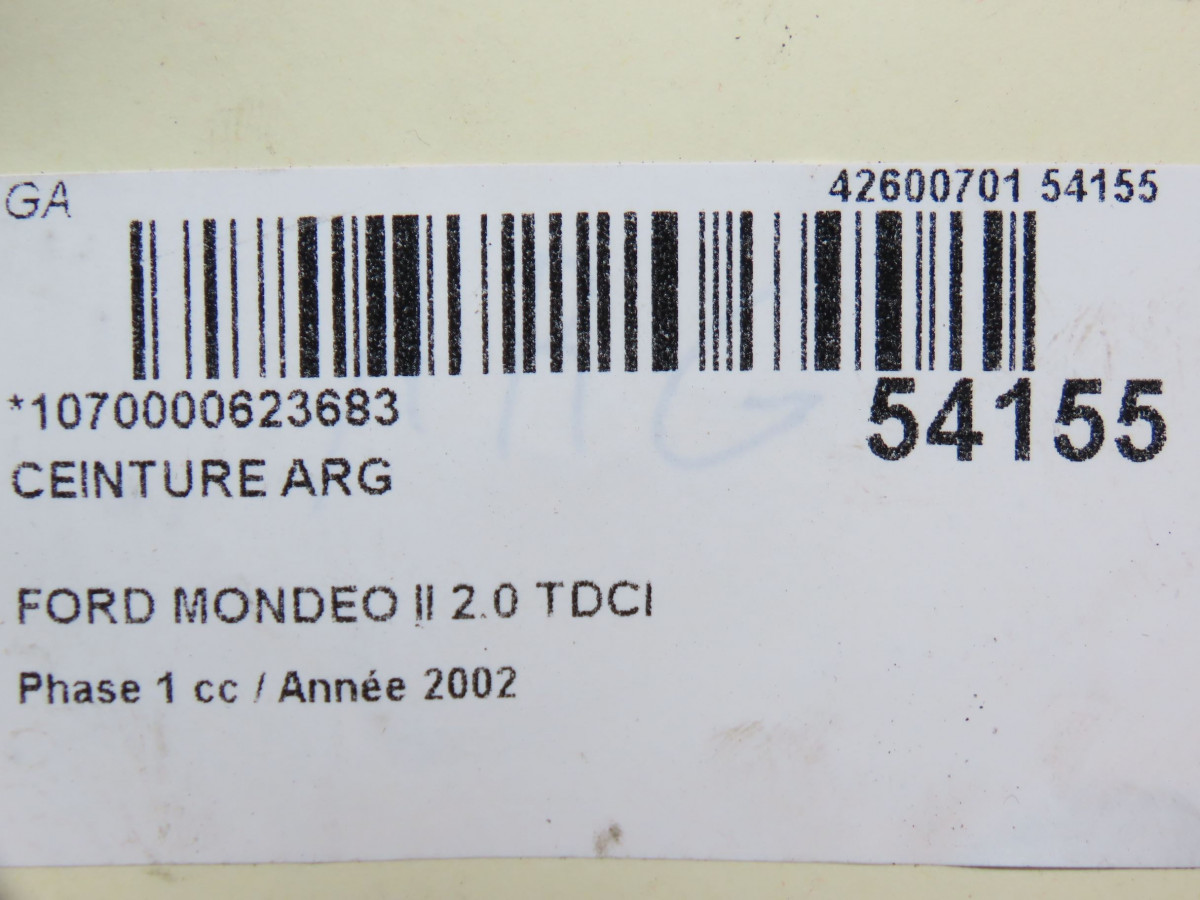 GA
42600701 54155
*1070000623683
54155
CEINTURE ARG
FORD MONDEO II 2.0 TDCI
Phase 1 cc / Année 2002